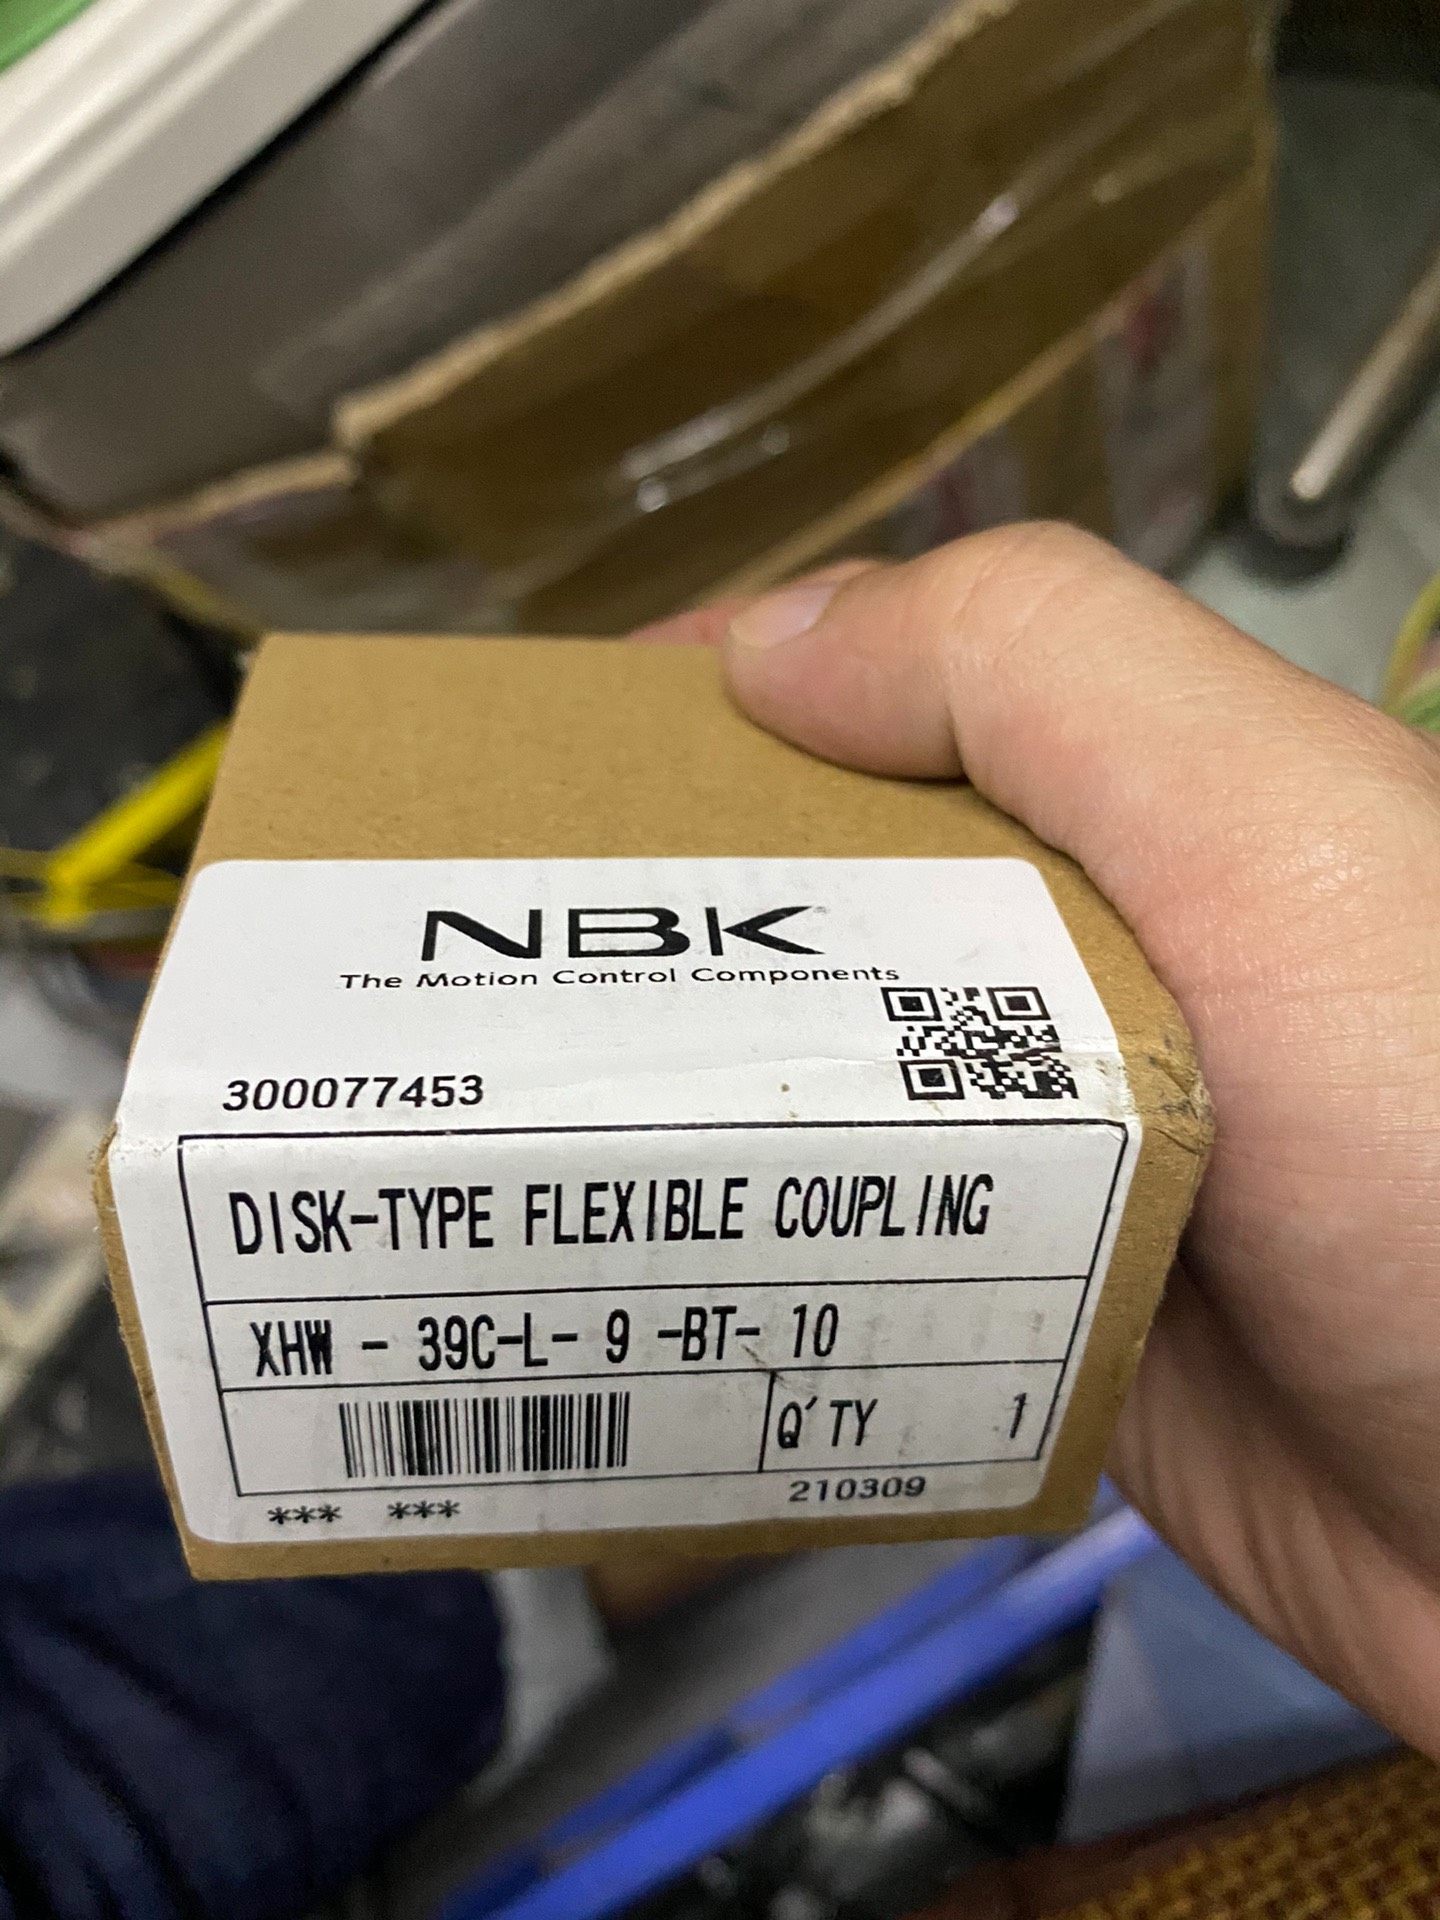 NBK
The Motion Control Components
300077453
DISK-TYPE FLEXIBLE COUPLING
XHW - 39C-L- 9 -BT- 10
Q'TY 1
*** *** 210309